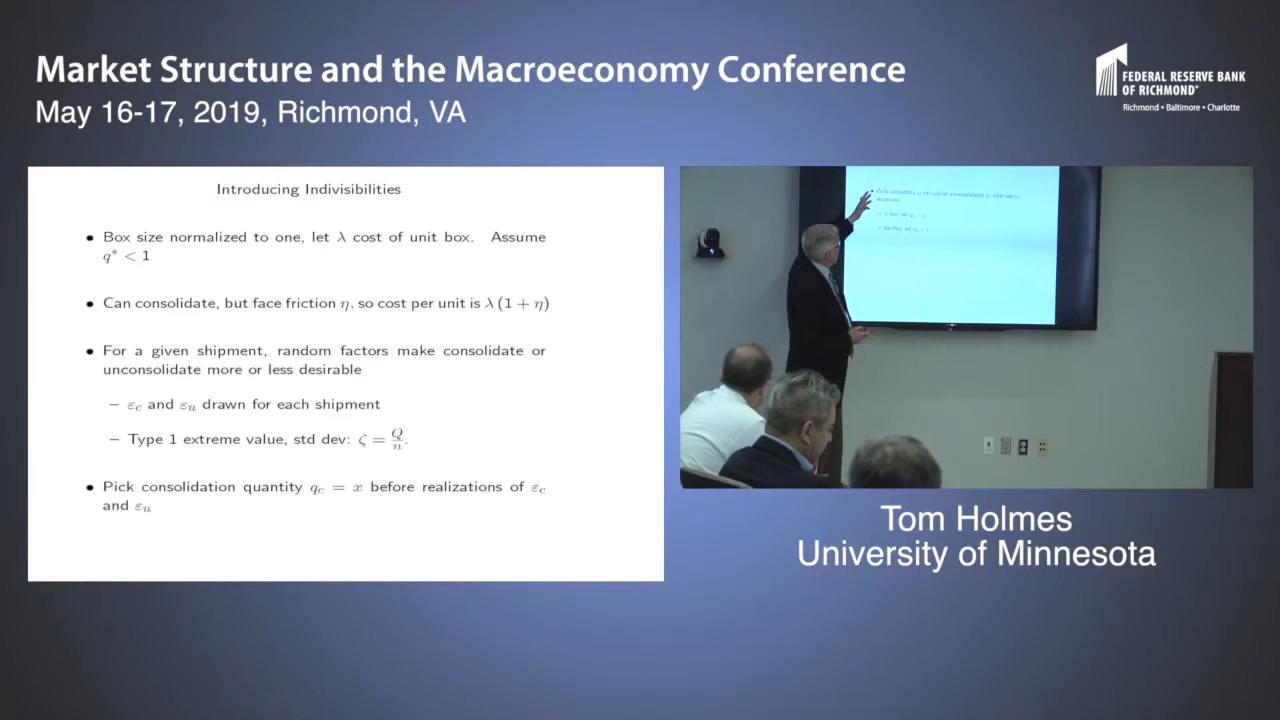 Market Structure and the Macroeconomy Conference
May 16-17, 2019, Richmond, VA
FEDERAL RESERVE BANK
OF RICHMOND®
Richmond • Baltimore • Charlotte
Introducing Indivisibilities
• Box size normalized to one, let λ cost of unit box. Assume
q* < 1
• Can consolidate, but face friction η, so cost per unit is λ (1 + η)
• For a given shipment, random factors make consolidate or
unconsolidate more or less desirable
– ε_c and ε_u drawn for each shipment
– Type 1 extreme value, std dev: ζ = Q/n.
• Pick consolidation quantity q_c = x before realizations of ε_c
and ε_u
Tom Holmes
University of Minnesota